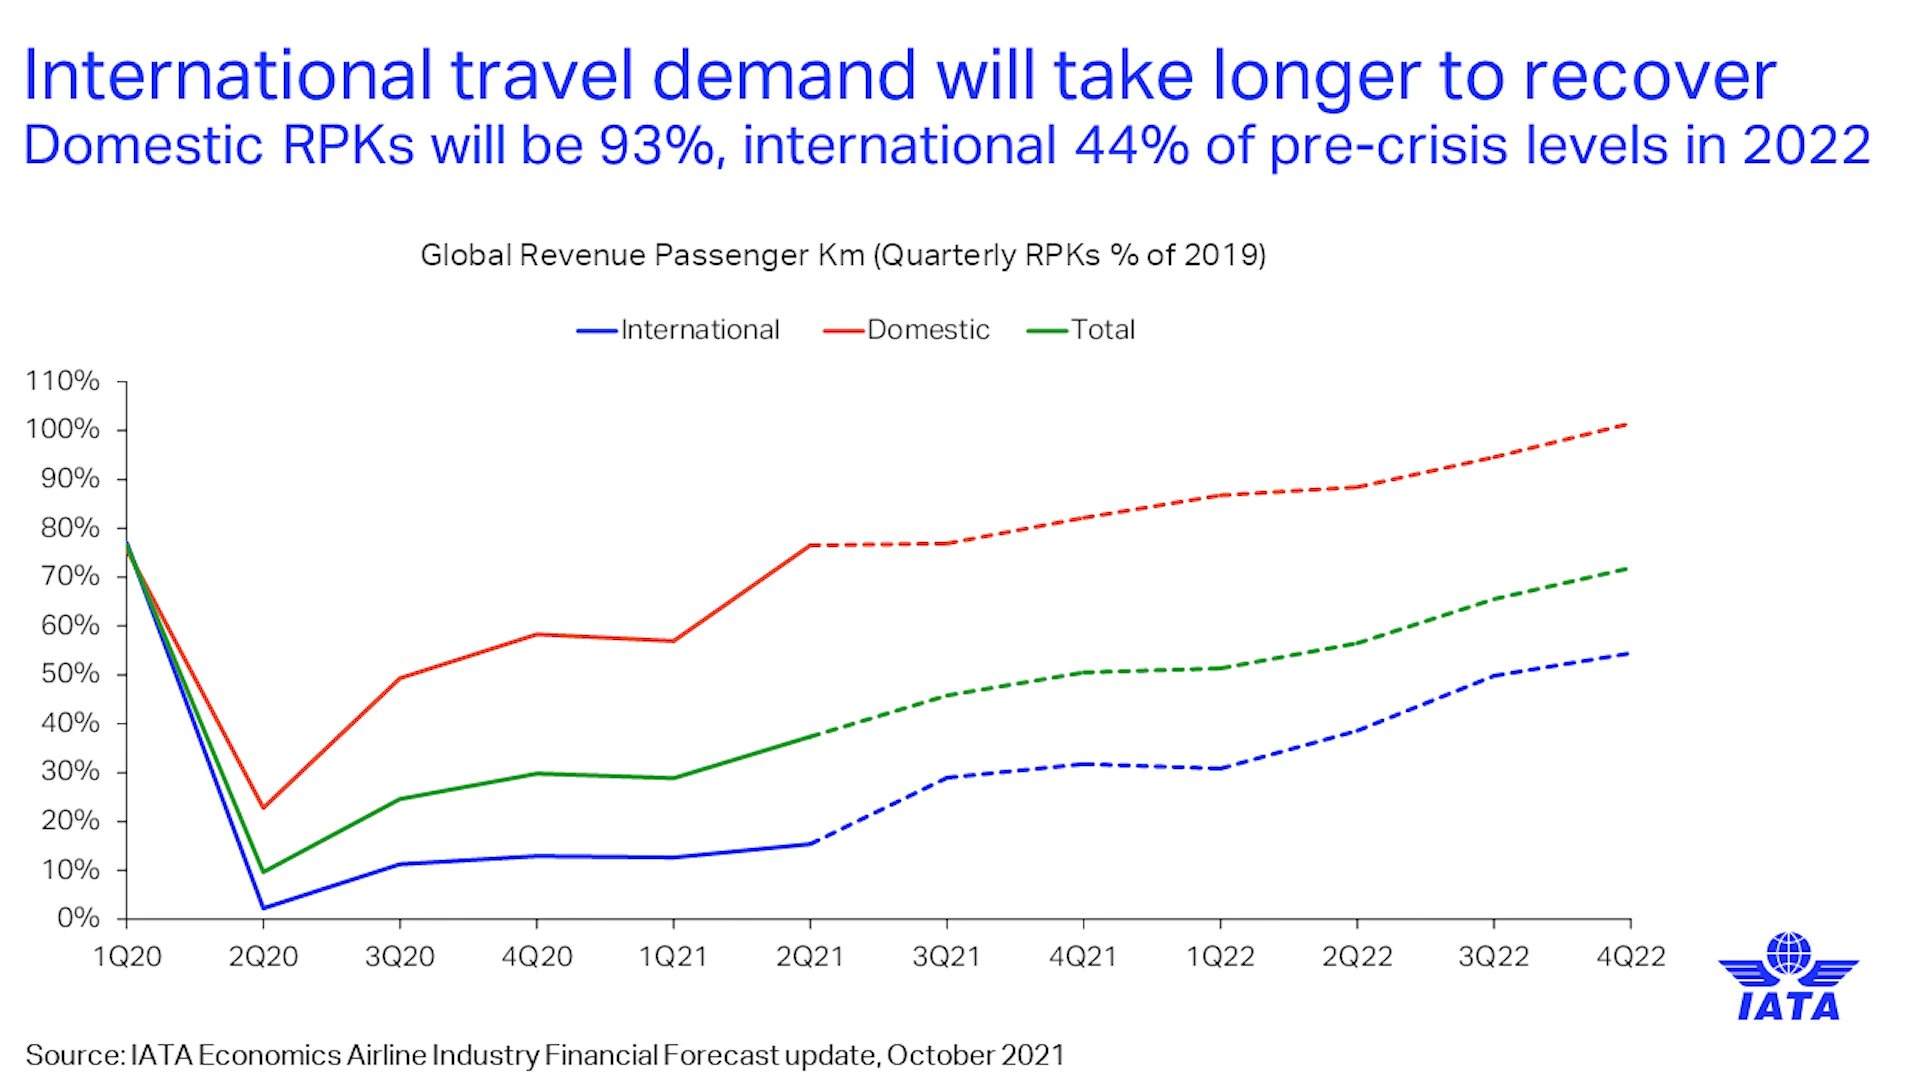 International travel demand will take longer to recover
Domestic RPKs will be 93%, international 44% of pre-crisis levels in 2022
Global Revenue Passenger Km (Quarterly RPKs % of 2019)
International Domestic Total
110%
100%
90%
80%
70%
60%
50%
40%
30%
20%
10%
0%
1Q20 2Q20 3Q20 4Q20 1Q21 2Q21 3Q21 4Q21 1Q22 2Q22 3Q22 4Q22
IATA
Source: IATA Economics Airline Industry Financial Forecast update, October 2021